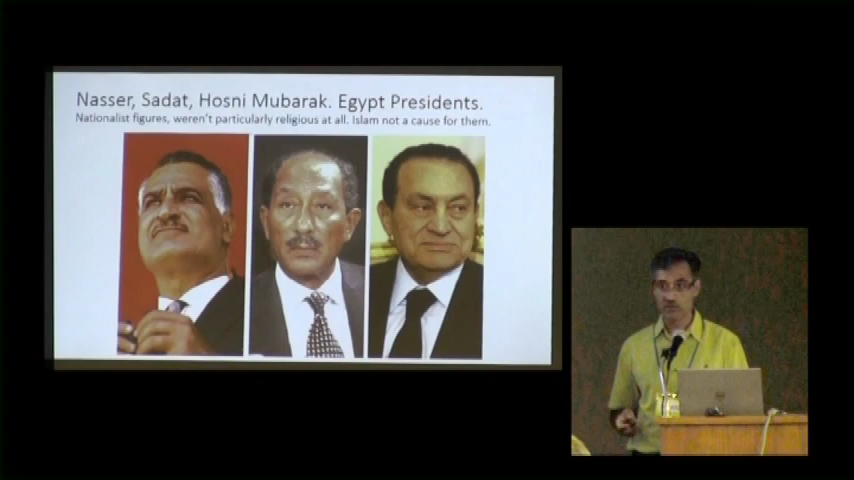 Nasser, Sadat, Hosni Mubarak. Egypt Presidents.
Nationalist figures, weren't particularly religious at all. Islam not a cause for them.